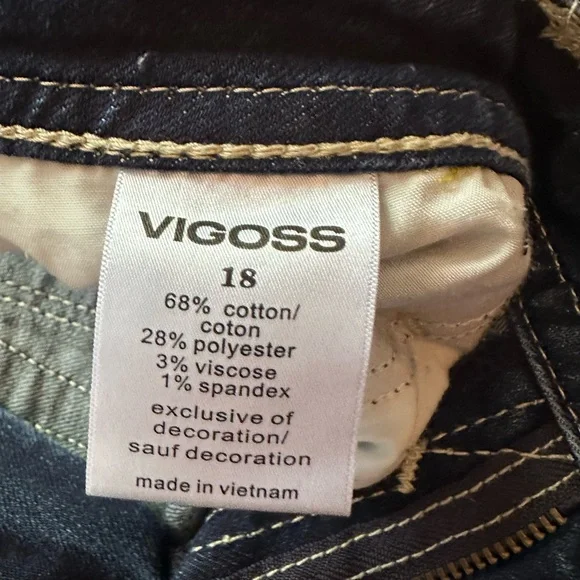 VIGOSS
18
68% cotton/
coton
28% polyester
3% viscose
1% spandex
exclusive of
decoration/
sauf decoration
made in vietnam